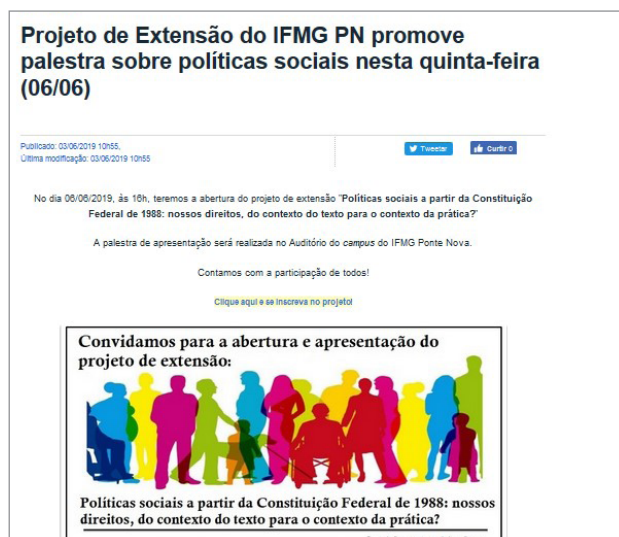 Projeto de Extensão do IFMG PN promove
palestra sobre políticas sociais nesta quinta-feira
(06/06)
Publicado: 03/06/2019 10h55,
Última modificação: 03/06/2019 10h55
Tweetar
Curtir 0
No dia 06/06/2019, às 16h, teremos a abertura do projeto de extensão "Políticas sociais a partir da Constituição
Federal de 1988: nossos direitos, do contexto do texto para o contexto da prática?"
A palestra de apresentação será realizada no Auditório do campus do IFMG Ponte Nova.
Contamos com a participação de todos!
Clique aqui e se inscreva no projeto!
Convidamos para a abertura e apresentação do
projeto de extensão:
Políticas sociais a partir da Constituição Federal de 1988: nossos
direitos, do contexto do texto para o contexto da prática?